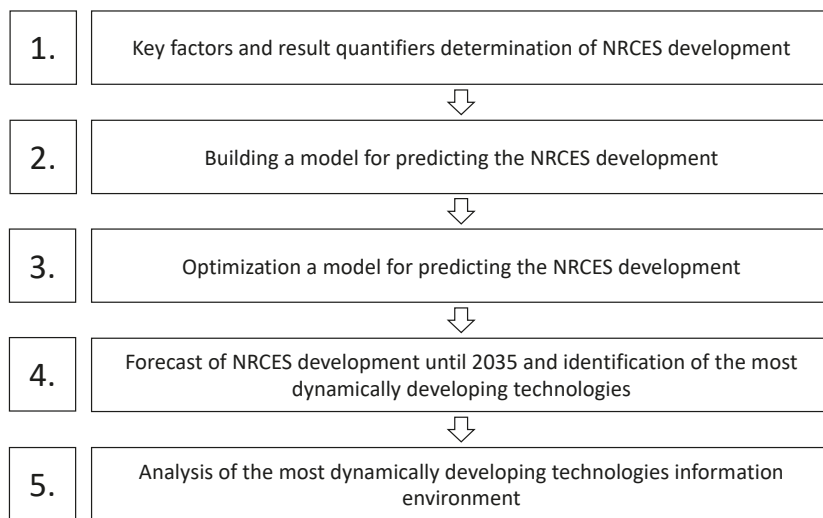 1.
Key factors and result quantifiers determination of NRCES development
2.
Building a model for predicting the NRCES development
3.
Optimization a model for predicting the NRCES development
4.
Forecast of NRCES development until 2035 and identification of the most
dynamically developing technologies
5.
Analysis of the most dynamically developing technologies information
environment